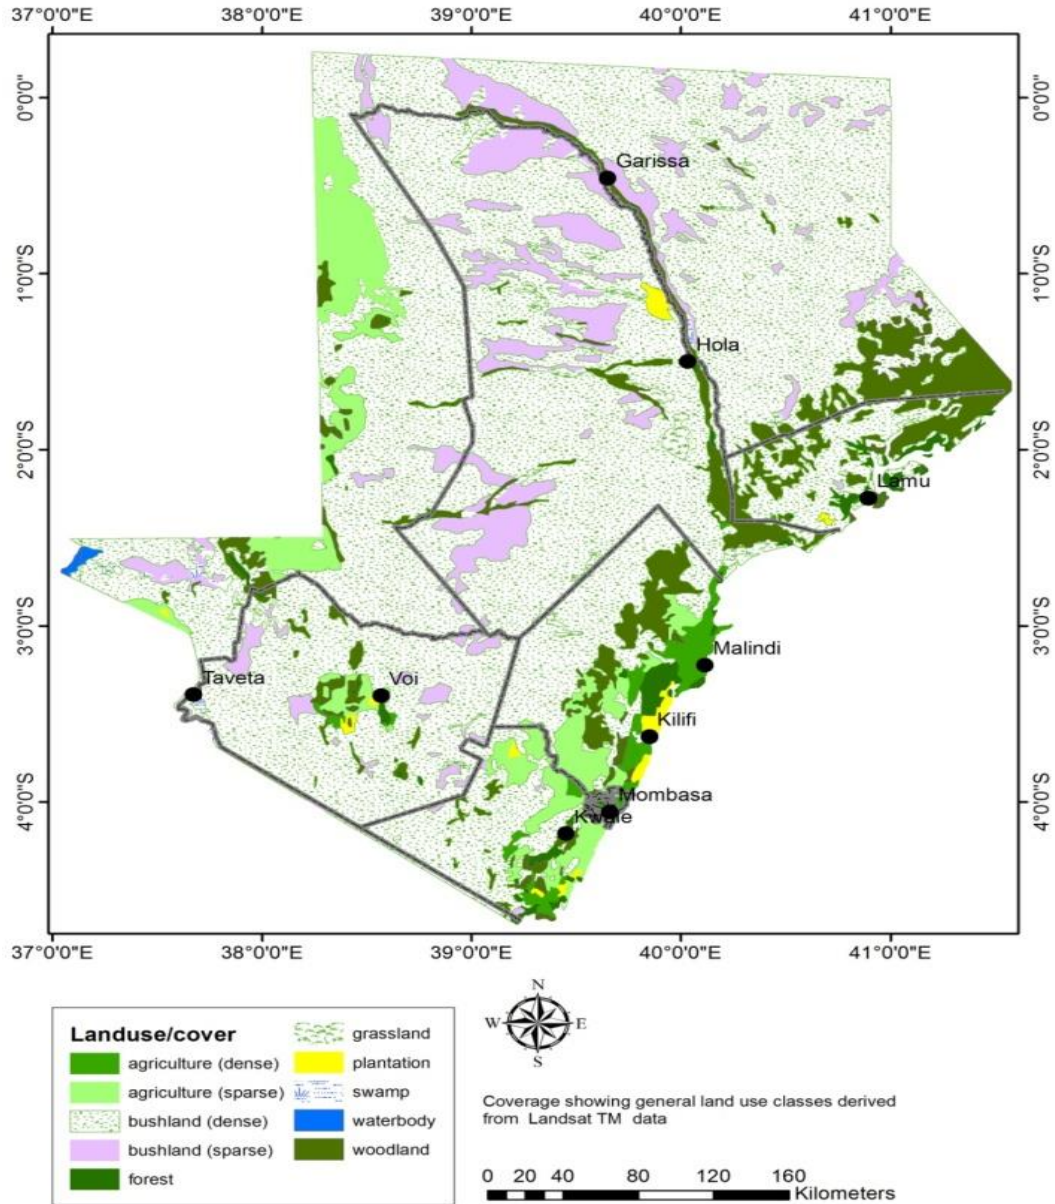 37°0'0"E 38°0'0"E 39°0'0"E 40°0'0"E 41°0'0"E
0°0'0" 0°0'0"
Garissa
1°0'0"S 1°0'0"S
Hola
2°0'0"S 2°0'0"S
Lamu
3°0'0"S 3°0'0"S
Malindi
Taveta Voi
Kilifi
4°0'0"S Mombasa 4°0'0"S
Kwale
37°0'0"E 38°0'0"E 39°0'0"E 40°0'0"E 41°0'0"E
N
W E
S
Landuse/cover
agriculture (dense)
agriculture (sparse)
bushland (dense)
bushland (sparse)
forest
grassland
plantation
swamp
waterbody
woodland
Coverage showing general land use classes derived
from Landsat TM data
0 20 40 80 120 160
Kilometers